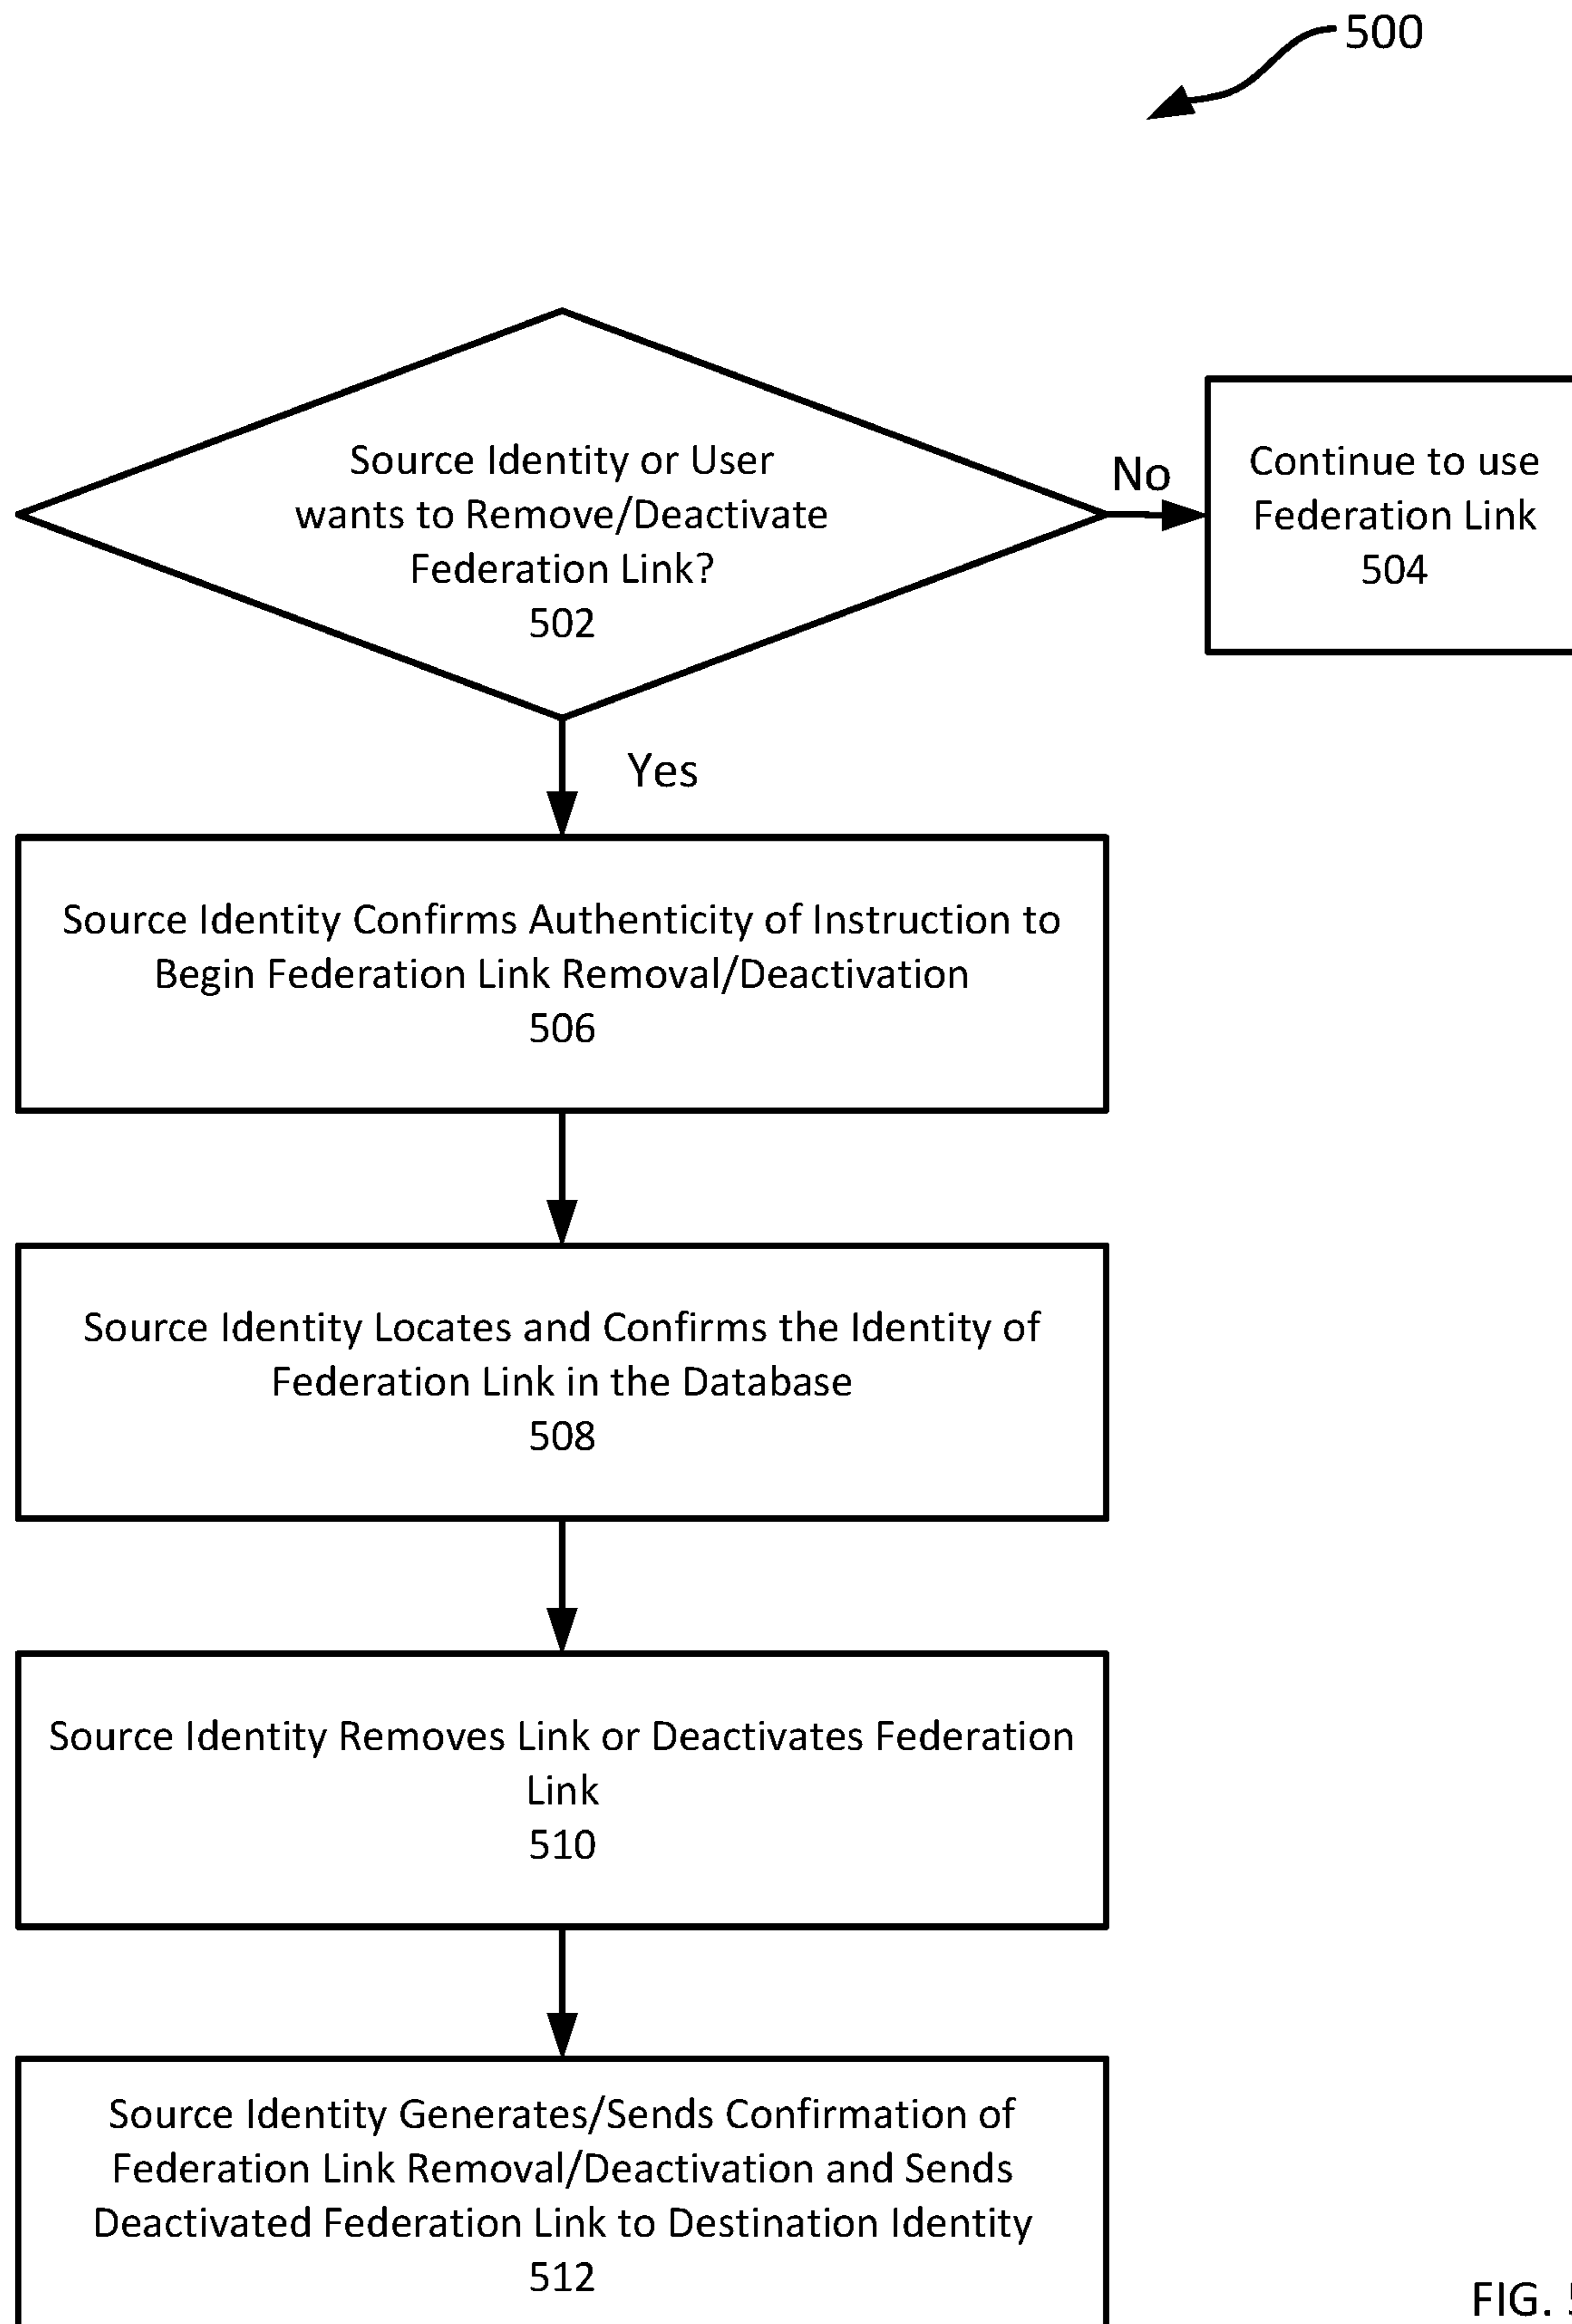 500
Source Identity or User
wants to Remove/Deactivate
Federation Link?
502
No
Continue to use
Federation Link
504
Yes
Source Identity Confirms Authenticity of Instruction to
Begin Federation Link Removal/Deactivation
506
Source Identity Locates and Confirms the Identity of
Federation Link in the Database
508
Source Identity Removes Link or Deactivates Federation
Link
510
Source Identity Generates/Sends Confirmation of
Federation Link Removal/Deactivation and Sends
Deactivated Federation Link to Destination Identity
512
FIG. 5